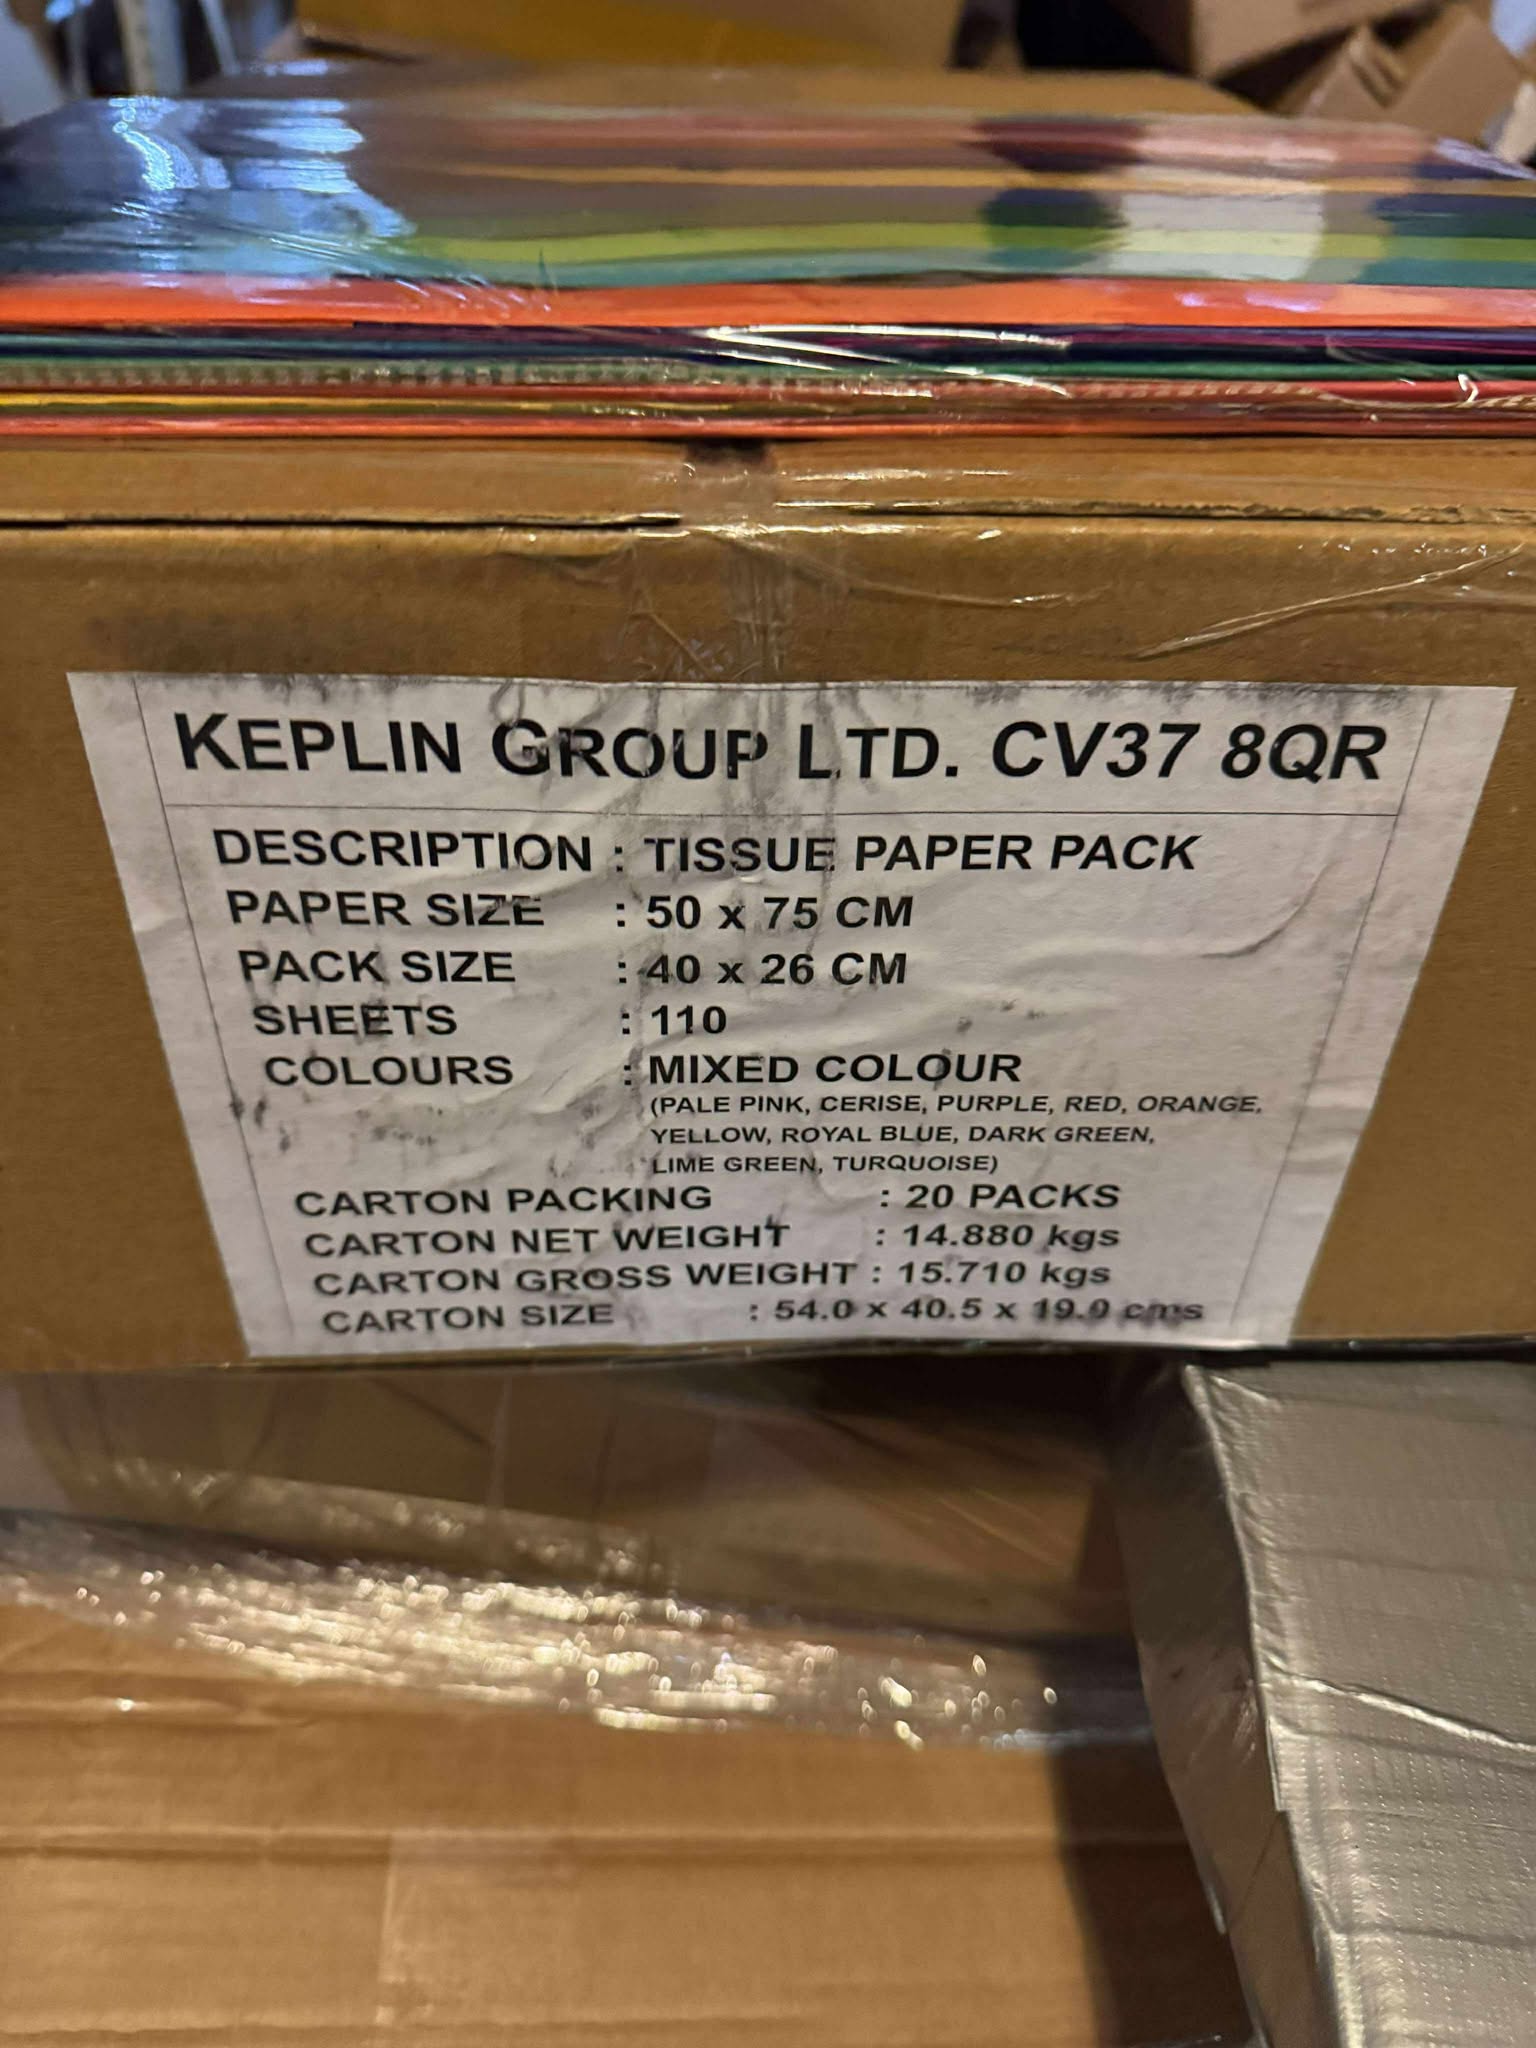 KEPLIN GROUP LTD. CV37 8QR
DESCRIPTION : TISSUE PAPER PACK
PAPER SIZE : 50 x 75 CM
PACK SIZE : 40 x 26 CM
SHEETS : 110
COLOURS : MIXED COLOUR
(PALE PINK, CERISE, PURPLE, RED, ORANGE,
YELLOW, ROYAL BLUE, DARK GREEN,
LIME GREEN, TURQUOISE)
CARTON PACKING : 20 PACKS
CARTON NET WEIGHT : 14.880 kgs
CARTON GROSS WEIGHT : 15.710 kgs
CARTON SIZE : 54.0 x 40.5 x 19.0 cms